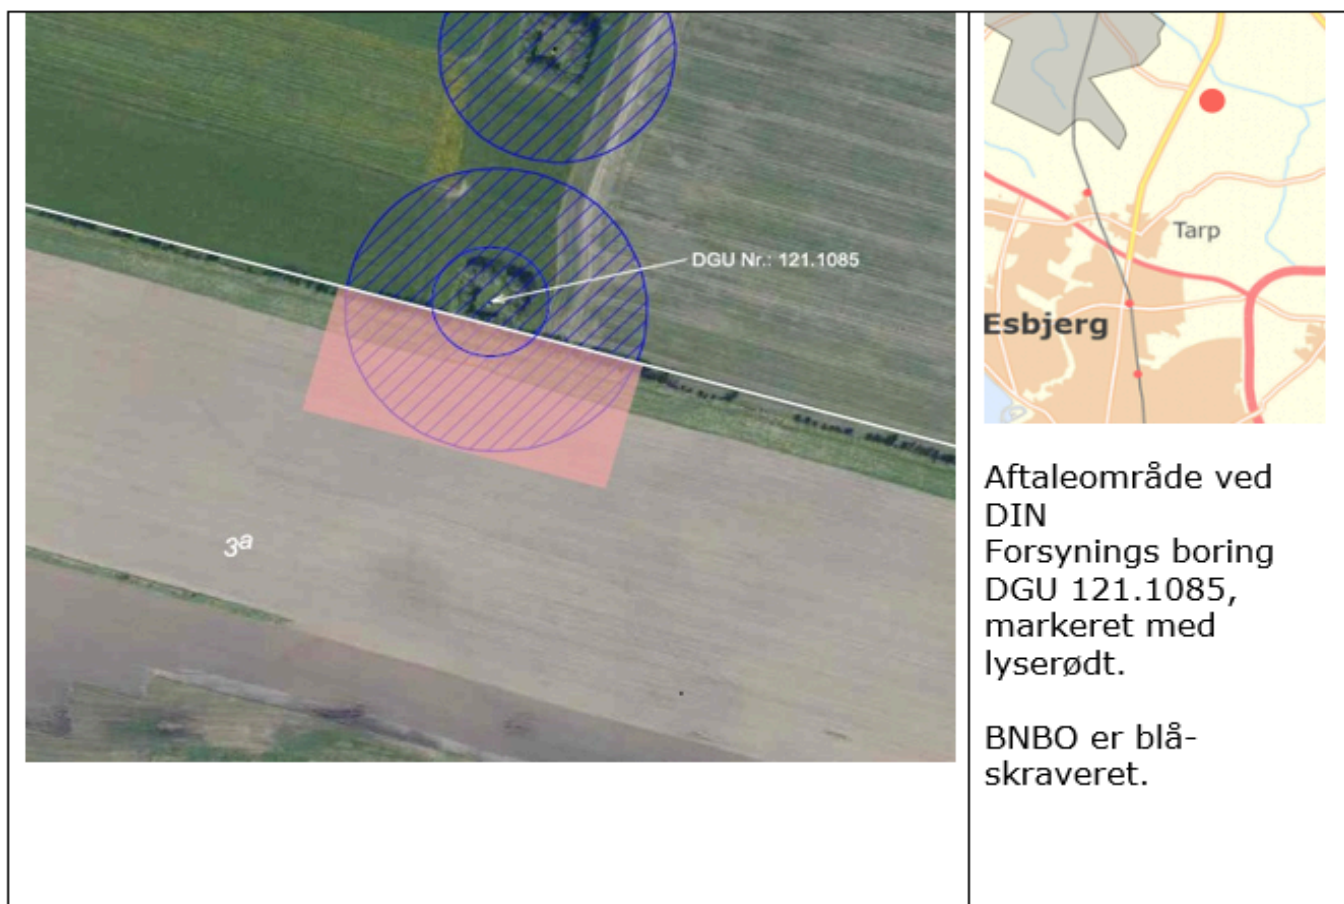 DGU Nr.: 121.1085
3a
Tarp
Esbjerg
Aftaleområde ved
DIN
Forsynings boring
DGU 121.1085,
markeret med
lyserødt.
BNBO er blå-
skraveret.